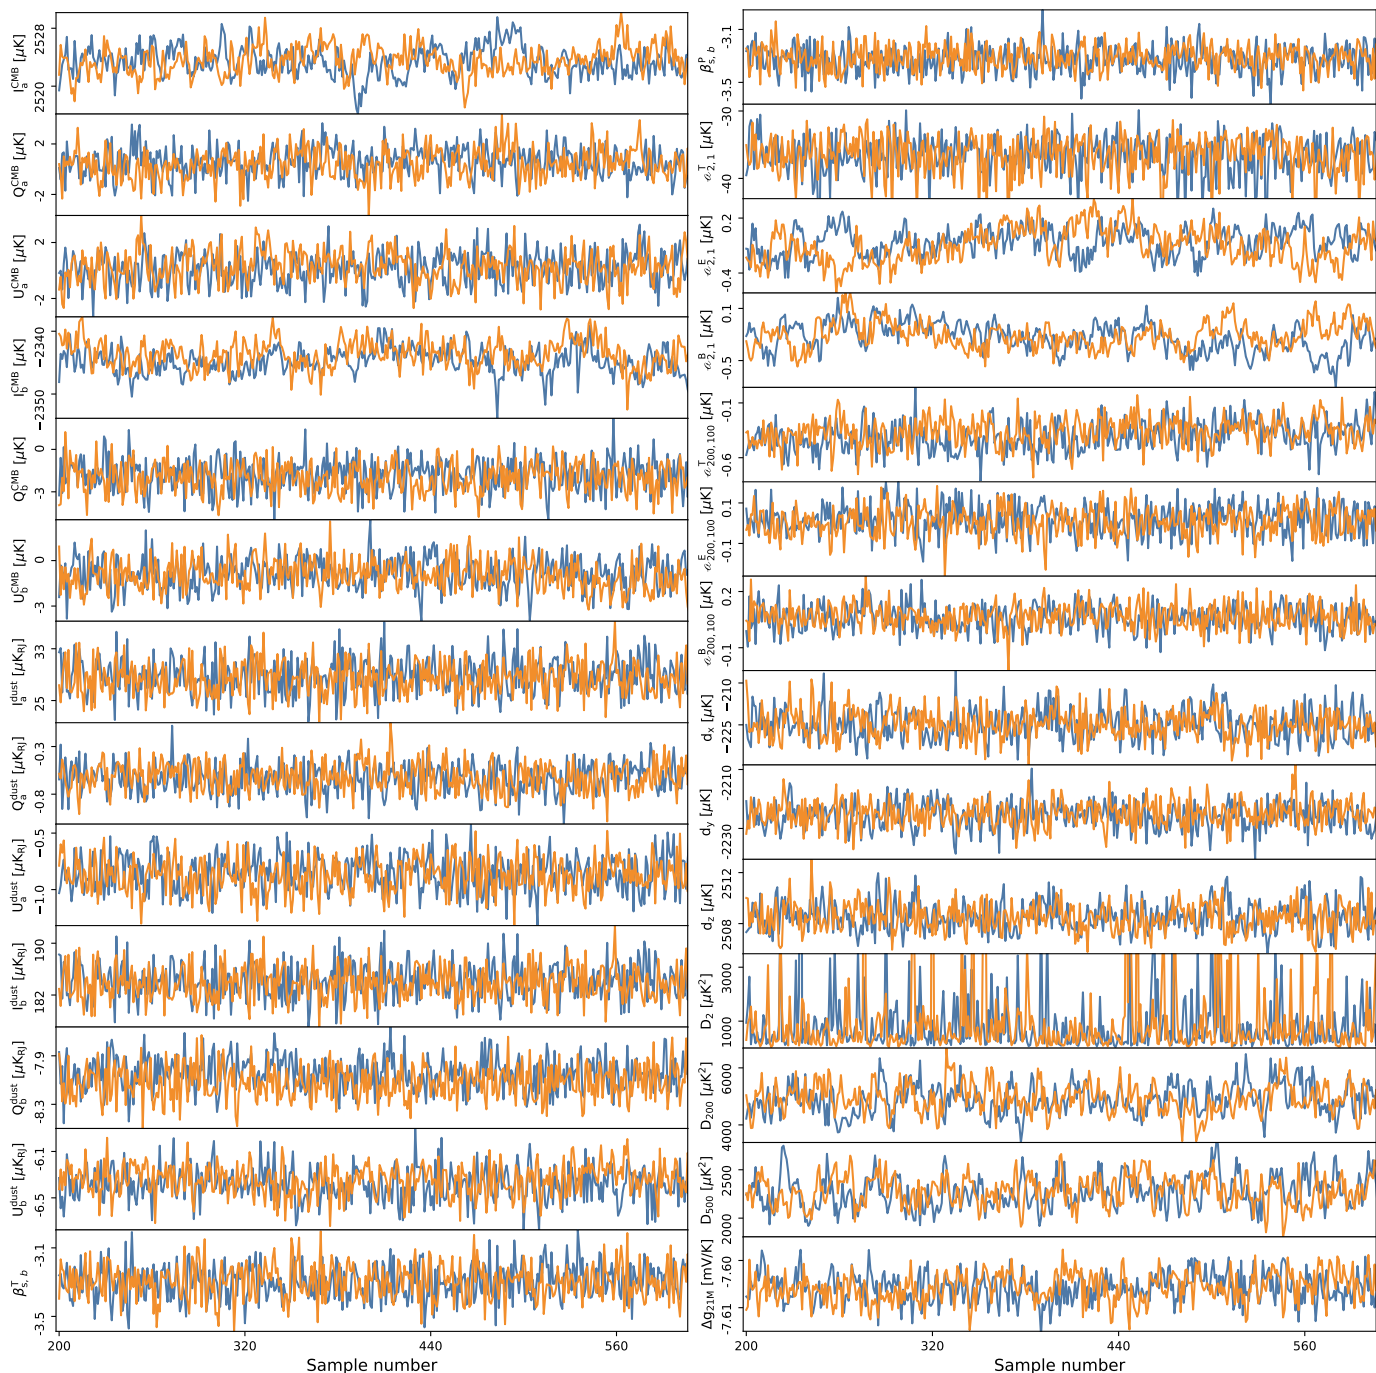 I_a^CMB [μK]
2528
2520
Q_a^CMB [μK]
2
-2
U_a^CMB [μK]
2
-2
I_b^CMB [μK]
-2340
-2350
Q_b^CMB [μK]
0
-3
U_b^CMB [μK]
0
-3
I_a^dust [μK_RJ]
33
25
Q_a^dust [μK_RJ]
-0.3
-0.8
U_a^dust [μK_RJ]
-0.5
-1.0
I_b^dust [μK_RJ]
190
182
Q_b^dust [μK_RJ]
-7.9
-8.3
U_b^dust [μK_RJ]
-6.1
-6.5
β_s,b^T
-3.1
-3.5
200
320
440
560
Sample number
β_s,b^P
-3.1
-3.5
a_2,1^T [μK]
-30
-40
a_2,1^E [μK]
0.2
-0.4
a_2,1^B [μK]
0.1
-0.5
a_200,100^T [μK]
-0.1
-0.6
a_200,100^E [μK]
0.1
-0.1
a_200,100^B [μK]
0.2
-0.1
d_x [μK]
-210
-225
d_y [μK]
-2210
-2230
d_z [μK]
2512
2508
D_2 [μK²]
3000
1000
D_200 [μK²]
6000
4000
D_500 [μK²]
2500
2000
Δg_21M [mV/K]
-7.60
-7.61
200
320
440
560
Sample number